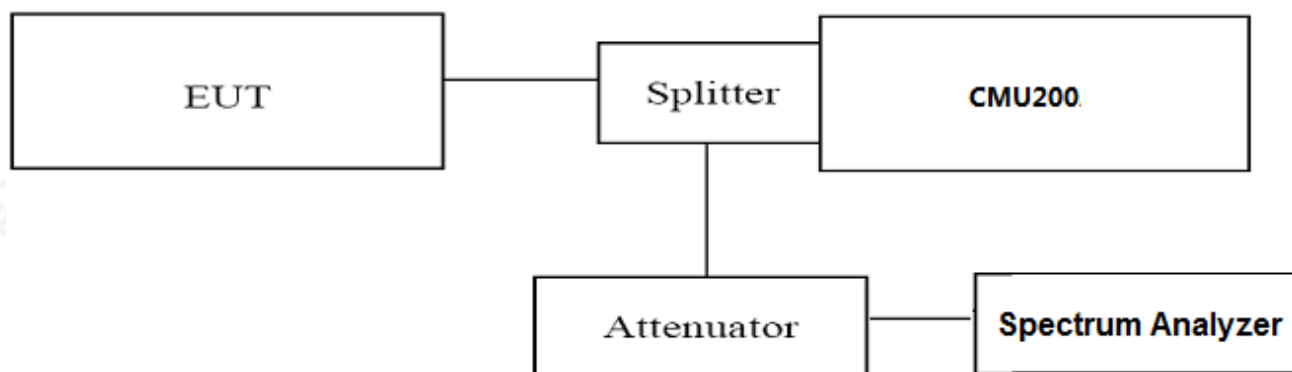 EUT
Splitter
CMU200.
Attenuator
Spectrum Analyzer